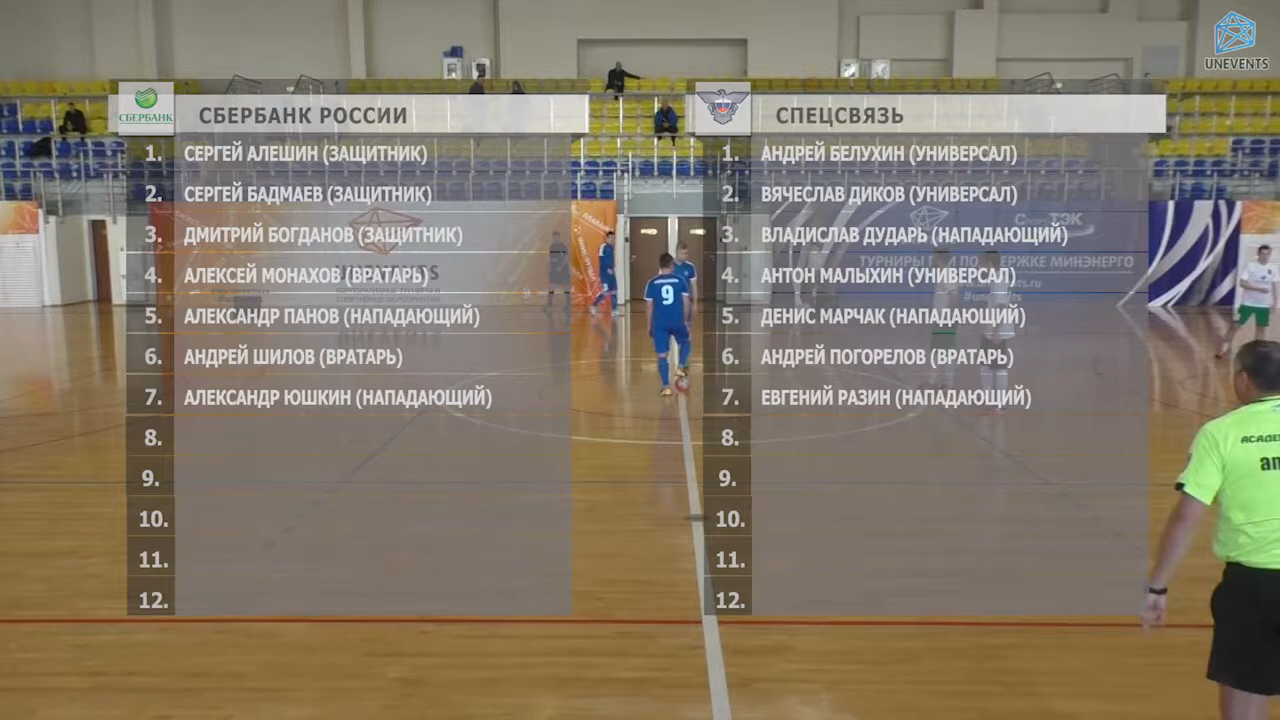 UNEVENTS
СБЕРБАНК
СБЕРБАНК РОССИИ
1. СЕРГЕЙ АЛЕШИН (ЗАЩИТНИК)
2. СЕРГЕЙ БАДМАЕВ (ЗАЩИТНИК)
3. ДМИТРИЙ БОГДАНОВ (ЗАЩИТНИК)
4. АЛЕКСЕЙ МОНАХОВ (ВРАТАРЬ)
5. АЛЕКСАНДР ПАНОВ (НАПАДАЮЩИЙ)
6. АНДРЕЙ ШИЛОВ (ВРАТАРЬ)
7. АЛЕКСАНДР ЮШКИН (НАПАДАЮЩИЙ)
8.
9.
10.
11.
12.
СПЕЦСВЯЗЬ
1. АНДРЕЙ БЕЛУХИН (УНИВЕРСАЛ)
2. ВЯЧЕСЛАВ ДИКОВ (УНИВЕРСАЛ)
3. ВЛАДИСЛАВ ДУДАРЬ (НАПАДАЮЩИЙ)
4. АНТОН МАЛЫХИН (УНИВЕРСАЛ)
5. ДЕНИС МАРЧАК (НАПАДАЮЩИЙ)
6. АНДРЕЙ ПОГОРЕЛОВ (ВРАТАРЬ)
7. ЕВГЕНИЙ РАЗИН (НАПАДАЮЩИЙ)
8.
9.
10.
11.
12.
ТЭК
ТУРНИРЫ
МИНЭНЕРГО
9